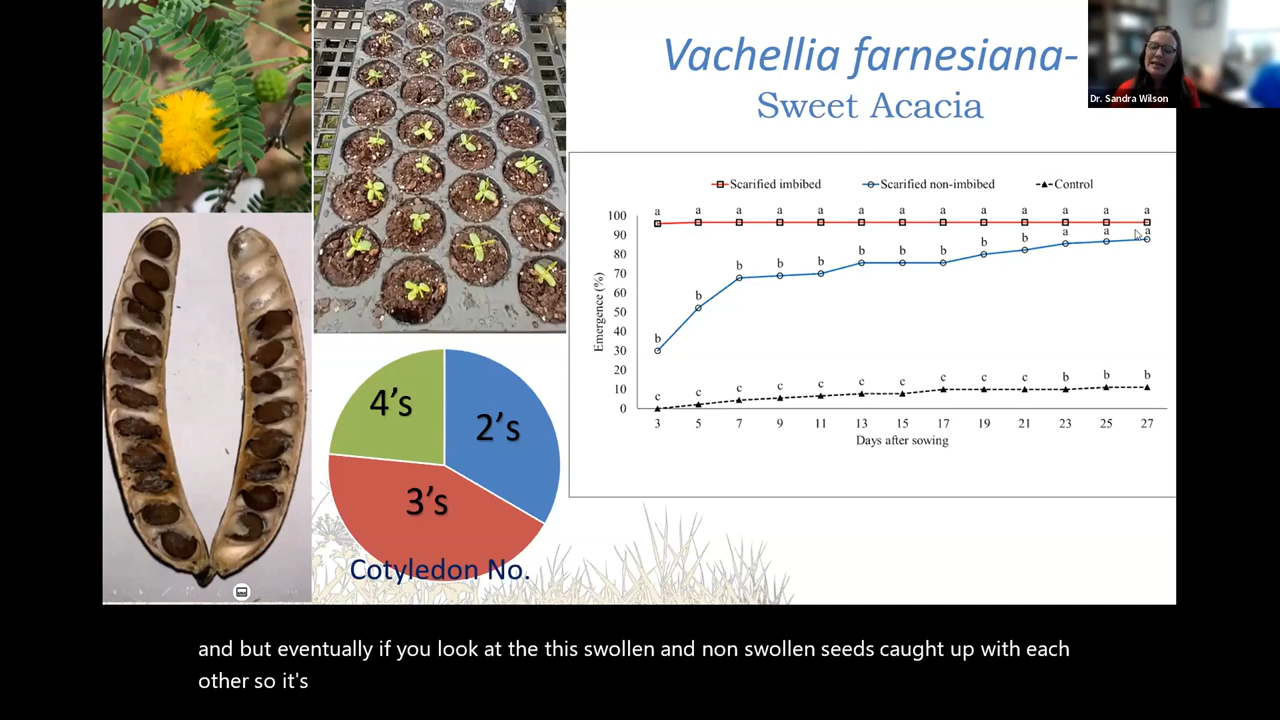 Vachellia farnesiana-
Sweet Acacia
Dr. Sandra Wilson
Scarified imbibed
Scarified non-imbibed
Control
Emergence (%)
100
90
80
70
60
50
40
30
20
10
0
a a a a a a a a a a a a a
b b b b b b b b b b a a a
c c c c c c c c c c b b b
3 5 7 9 11 13 15 17 19 21 23 25 27
Days after sowing
4's
2's
3's
Cotyledon No.
and but eventually if you look at the this swollen and non swollen seeds caught up with each
other so it's